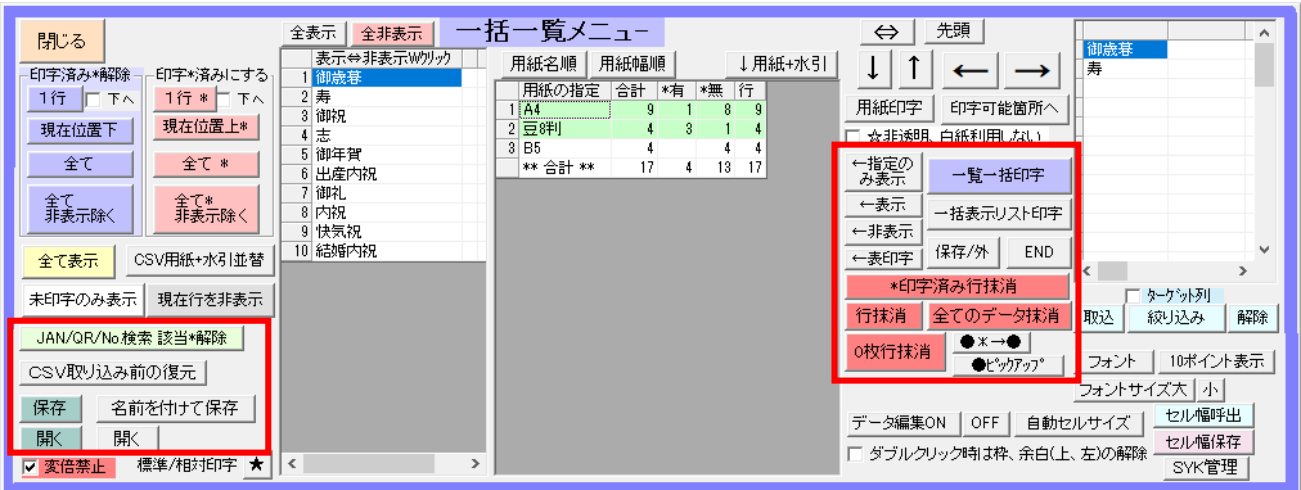 閉じる
全表示 全非表示 一括一覧メニュー
⇔ 先頭
印字済み*解除 印字*済みにする
1行 下へ 1行 * 下へ
現在位置下 現在位置上*
全て 全て *
全て
非表示除く
全て*
非表示除く
全て表示 CSV用紙+水引並替
未印字のみ表示 現在行を非表示
JAN/QR/No.検索 該当*解除
CSV取り込み前の復元
保存 名前を付けて保存
開く 開く
変倍禁止 標準/相対印字 ★
表示⇔非表示Wクリック
1 御歳暮
2 寿
3 御祝
4 志
5 御年賀
6 出産内祝
7 御礼
8 内祝
9 快気祝
10 結婚内祝
用紙名順 用紙幅順 ↓用紙+水引
用紙の指定 合計 *有 *無 行
1 A4 9 1 8 9
2 豆8判 4 3 1 4
3 B5 4 4 4
** 合計 ** 17 4 13 17
↓ ↑ ← →
用紙印字 印字可能箇所へ
☆非透明、白紙利用しない
←指定の
み表示
一覧一括印字
←表示
一括表示リスト印字
←非表示
←表印字 保存/外 END
*印字済み行抹消
行抹消 全てのデータ抹消
0枚行抹消 ●*→●
●ピックアップ
データ編集ON OFF 自動セルサイズ
ダブルクリック時は枠、余白(上、左)の解除
御歳暮
寿
ターゲット列
取込 絞り込み 解除
フォント 10ポイント表示
フォントサイズ大 小
セル幅呼出
セル幅保存
SYK管理